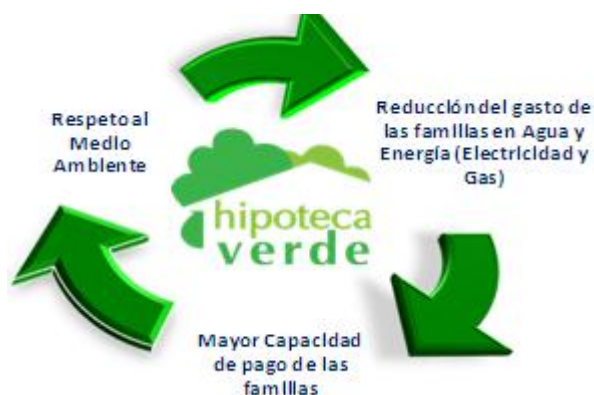 Respeto al
Medio
Ambiente
Reducción del gasto de
las familias en Agua y
Energía (Electricidad y
Gas)
hipoteca
verde
Mayor Capacidad
de pago de las
familias